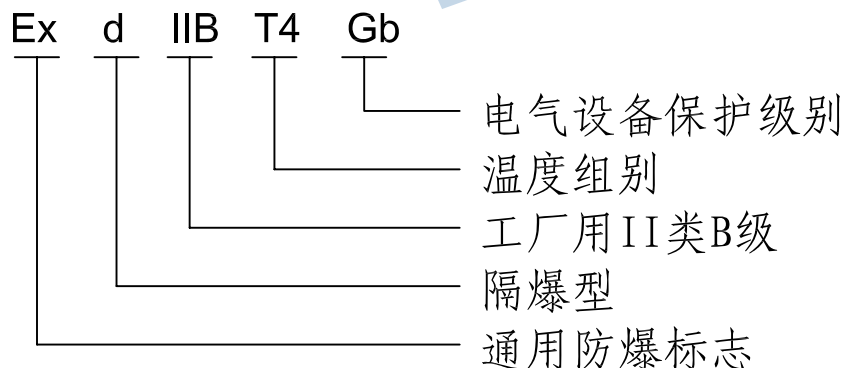 Ex d IIB T4 Gb
电气设备保护级别
温度组别
工厂用II类B级
隔爆型
通用防爆标志